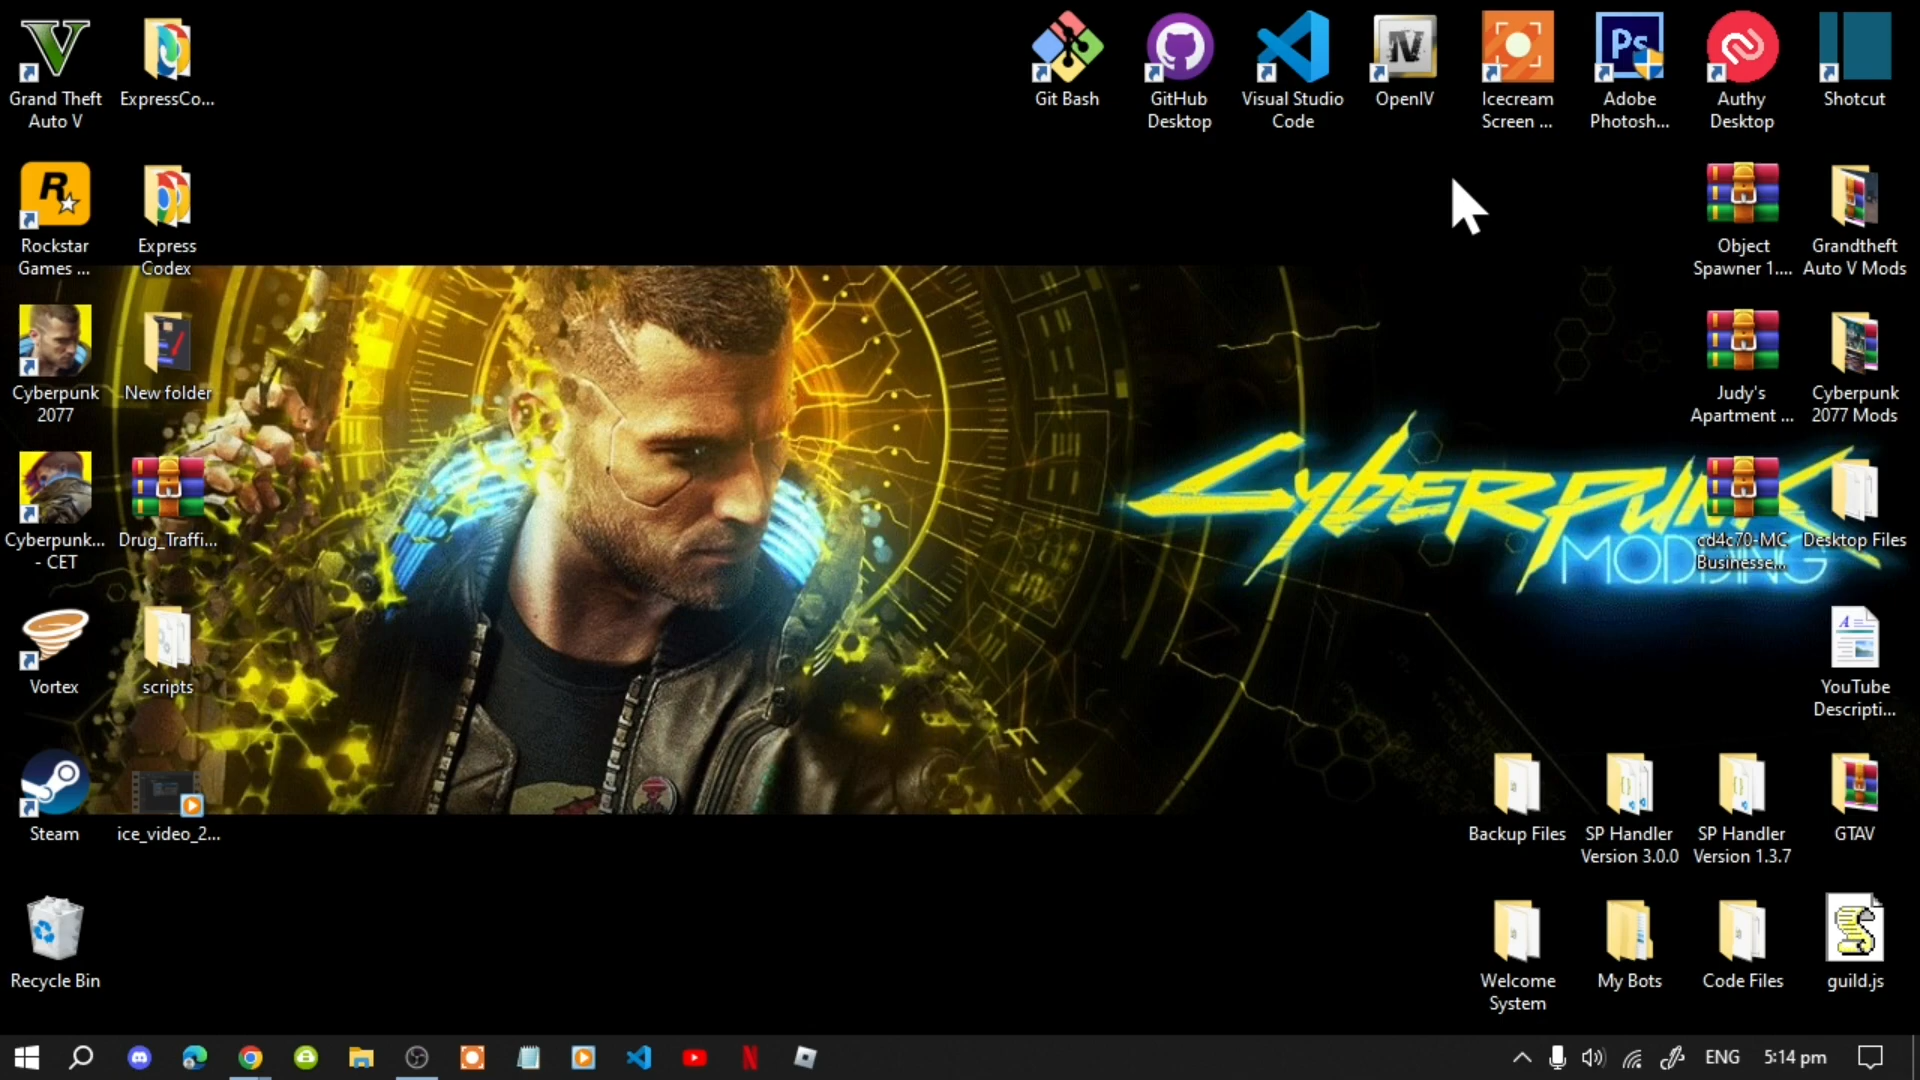 Grand Theft
Auto V
ExpressCo...
Git Bash
GitHub
Desktop
Visual Studio
Code
OpenIV
Icecream
Screen ...
Ps
Adobe
Photosh...
Authy
Desktop
Shotcut
Rockstar
Games ...
Express
Codex
Object
Spawner 1....
Grandtheft
Auto V Mods
Cyberpunk
2077
New folder
Judy's
Apartment ...
Cyberpunk
2077 Mods
Cyberpunk...
- CET
Drug_Traffi...
CYBERPUNK
MODDING
cd4c70-MC
Businesse...
Desktop Files
Vortex
scripts
YouTube
Descripti...
Steam
ice_video_2...
Backup Files
SP Handler
Version 3.0.0
SP Handler
Version 1.3.7
GTAV
Recycle Bin
Welcome
System
My Bots
Code Files
guild.js
ENG
5:14 pm